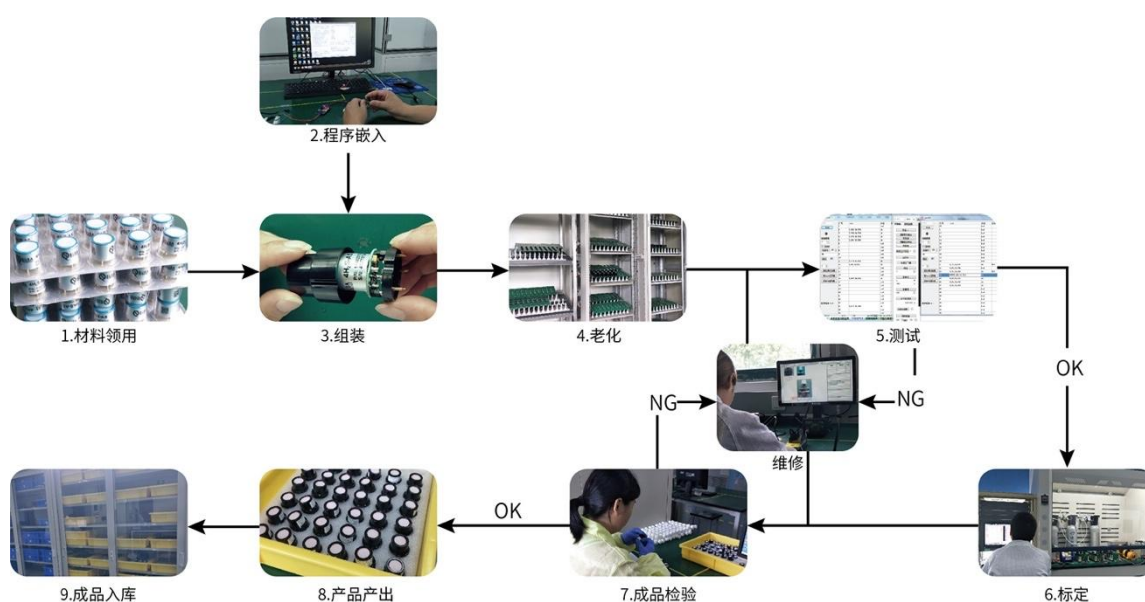 2.程序嵌入
1.材料领用
3.组装
4.老化
5.测试
OK
NG
NG
维修
OK
9.成品入库
8.产品产出
7.成品检验
6.标定